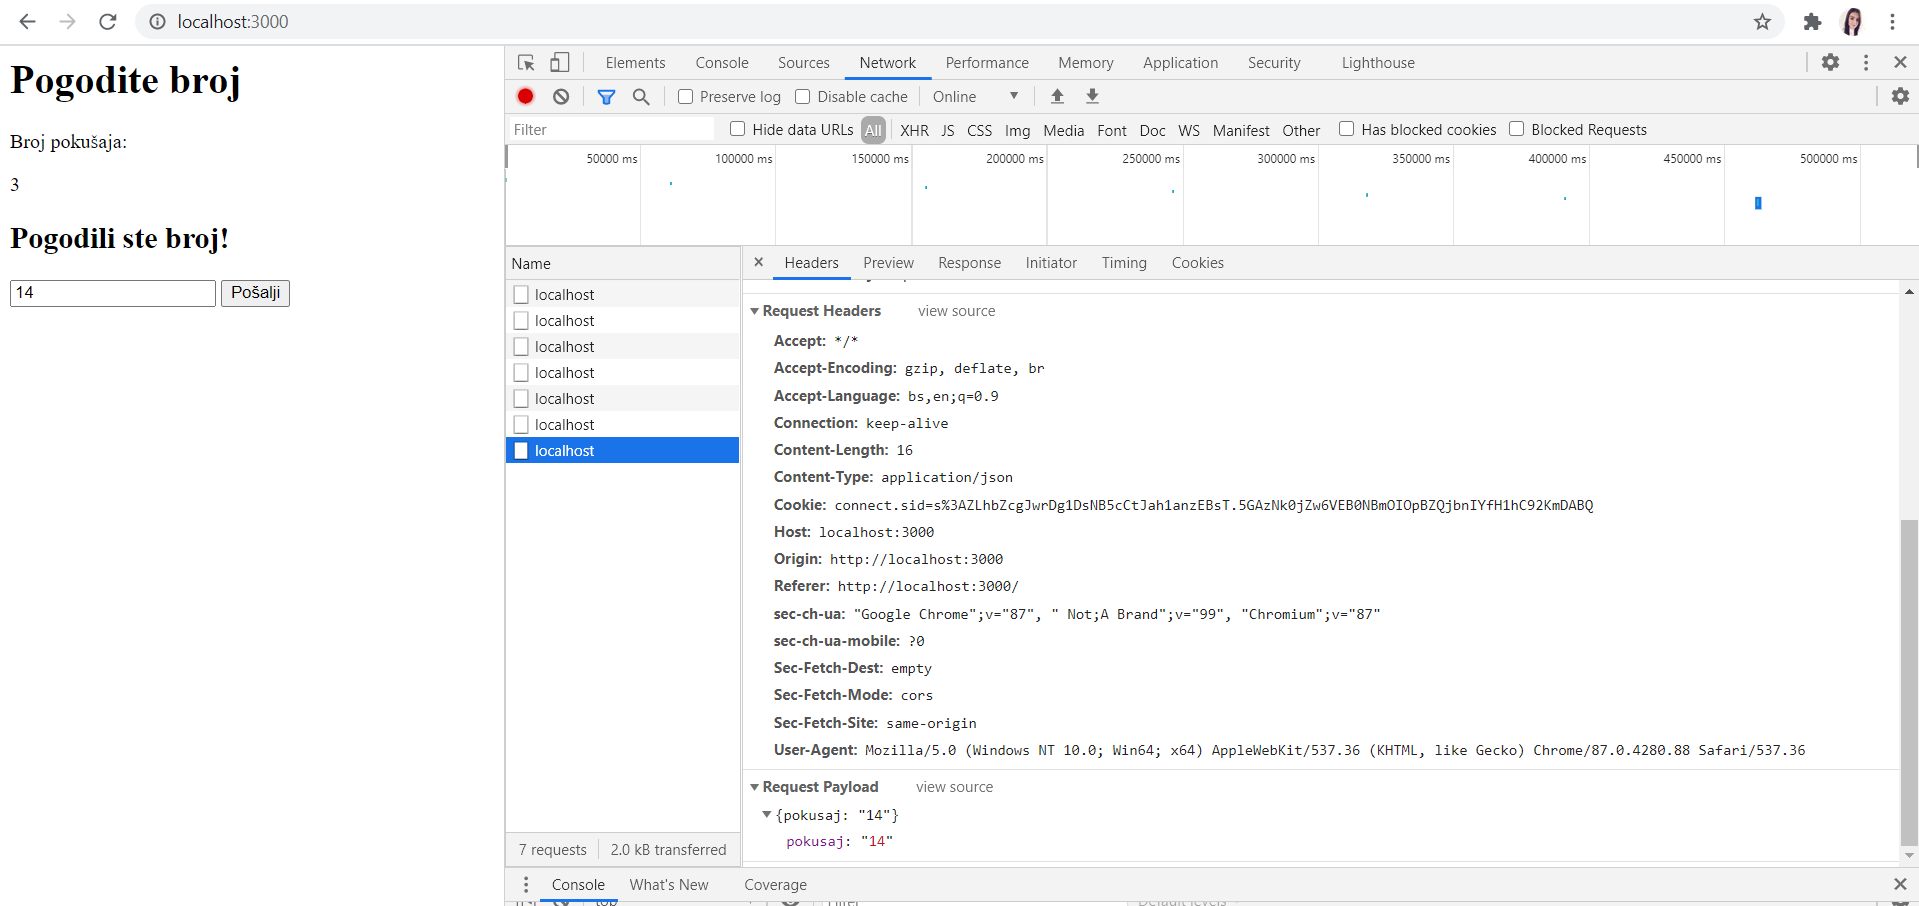 localhost:3000
Pogodite broj
Broj pokušaja:
3
Pogodili ste broj!
14 Pošalji
Elements Console Sources Network Performance Memory Application Security Lighthouse
Preserve log Disable cache Online
Filter Hide data URLs All XHR JS CSS Img Media Font Doc WS Manifest Other Has blocked cookies Blocked Requests
50000 ms 100000 ms 150000 ms 200000 ms 250000 ms 300000 ms 350000 ms 400000 ms 450000 ms 500000 ms
Name
localhost
localhost
localhost
localhost
localhost
localhost
localhost
7 requests 2.0 kB transferred
Headers Preview Response Initiator Timing Cookies
Request Headers view source
Accept: */*
Accept-Encoding: gzip, deflate, br
Accept-Language: bs,en;q=0.9
Connection: keep-alive
Content-Length: 16
Content-Type: application/json
Cookie: connect.sid=s%3AZLhbZcgJwrDg1DsNB5cCtJah1anzEBsT.5GAzNk0jZw6VEB0NBmOIOpBZQjbnIYfH1hC92KmDABQ
Host: localhost:3000
Origin: http://localhost:3000
Referer: http://localhost:3000/
sec-ch-ua: "Google Chrome";v="87", " Not;A Brand";v="99", "Chromium";v="87"
sec-ch-ua-mobile: ?0
Sec-Fetch-Dest: empty
Sec-Fetch-Mode: cors
Sec-Fetch-Site: same-origin
User-Agent: Mozilla/5.0 (Windows NT 10.0; Win64; x64) AppleWebKit/537.36 (KHTML, like Gecko) Chrome/87.0.4280.88 Safari/537.36
Request Payload view source
{pokusaj: "14"}
pokusaj: "14"
Console What's New Coverage
top Filter Default levels